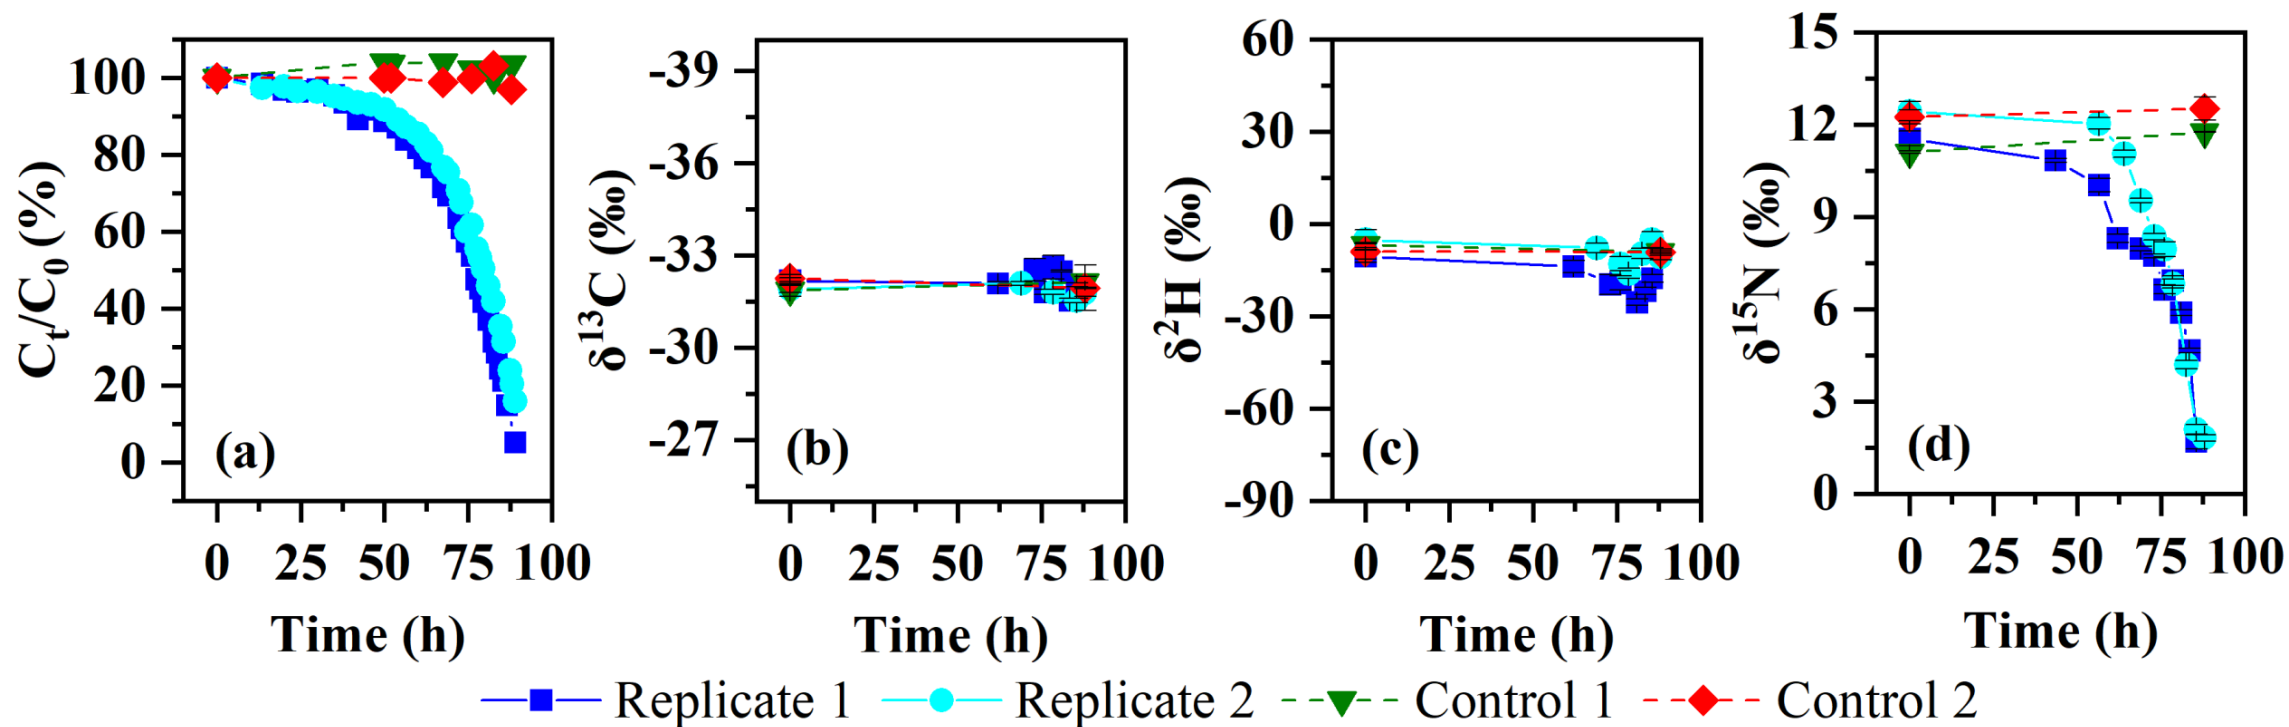 C_t/C_0 (%)
100
80
60
40
20
0
(a)
0 25 50 75 100
Time (h)
δ¹³C (‰)
-39
-36
-33
-30
-27
(b)
0 25 50 75 100
Time (h)
δ²H (‰)
60
30
0
-30
-60
-90
(c)
0 25 50 75 100
Time (h)
δ¹⁵N (‰)
15
12
9
6
3
0
(d)
0 25 50 75 100
Time (h)
Replicate 1 Replicate 2 Control 1 Control 2